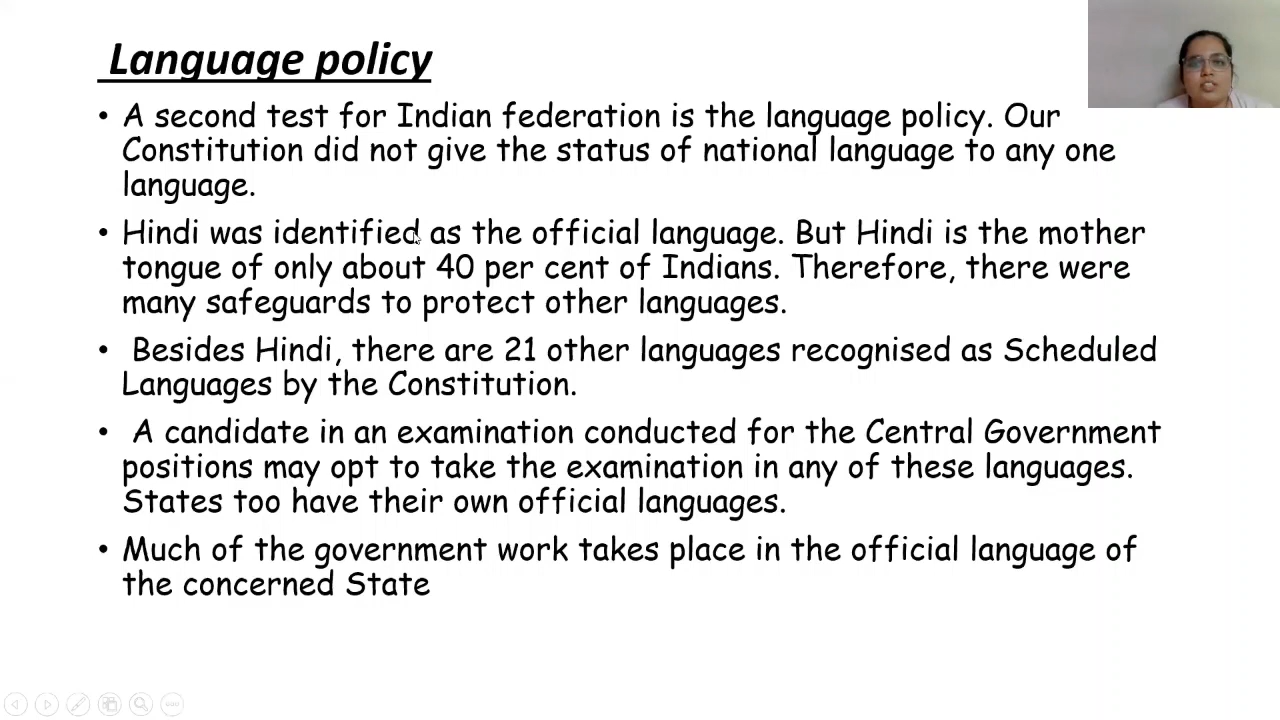 Language policy
• A second test for Indian federation is the language policy. Our
Constitution did not give the status of national language to any one
language.
• Hindi was identified as the official language. But Hindi is the mother
tongue of only about 40 per cent of Indians. Therefore, there were
many safeguards to protect other languages.
• Besides Hindi, there are 21 other languages recognised as Scheduled
Languages by the Constitution.
• A candidate in an examination conducted for the Central Government
positions may opt to take the examination in any of these languages.
States too have their own official languages.
• Much of the government work takes place in the official language of
the concerned State